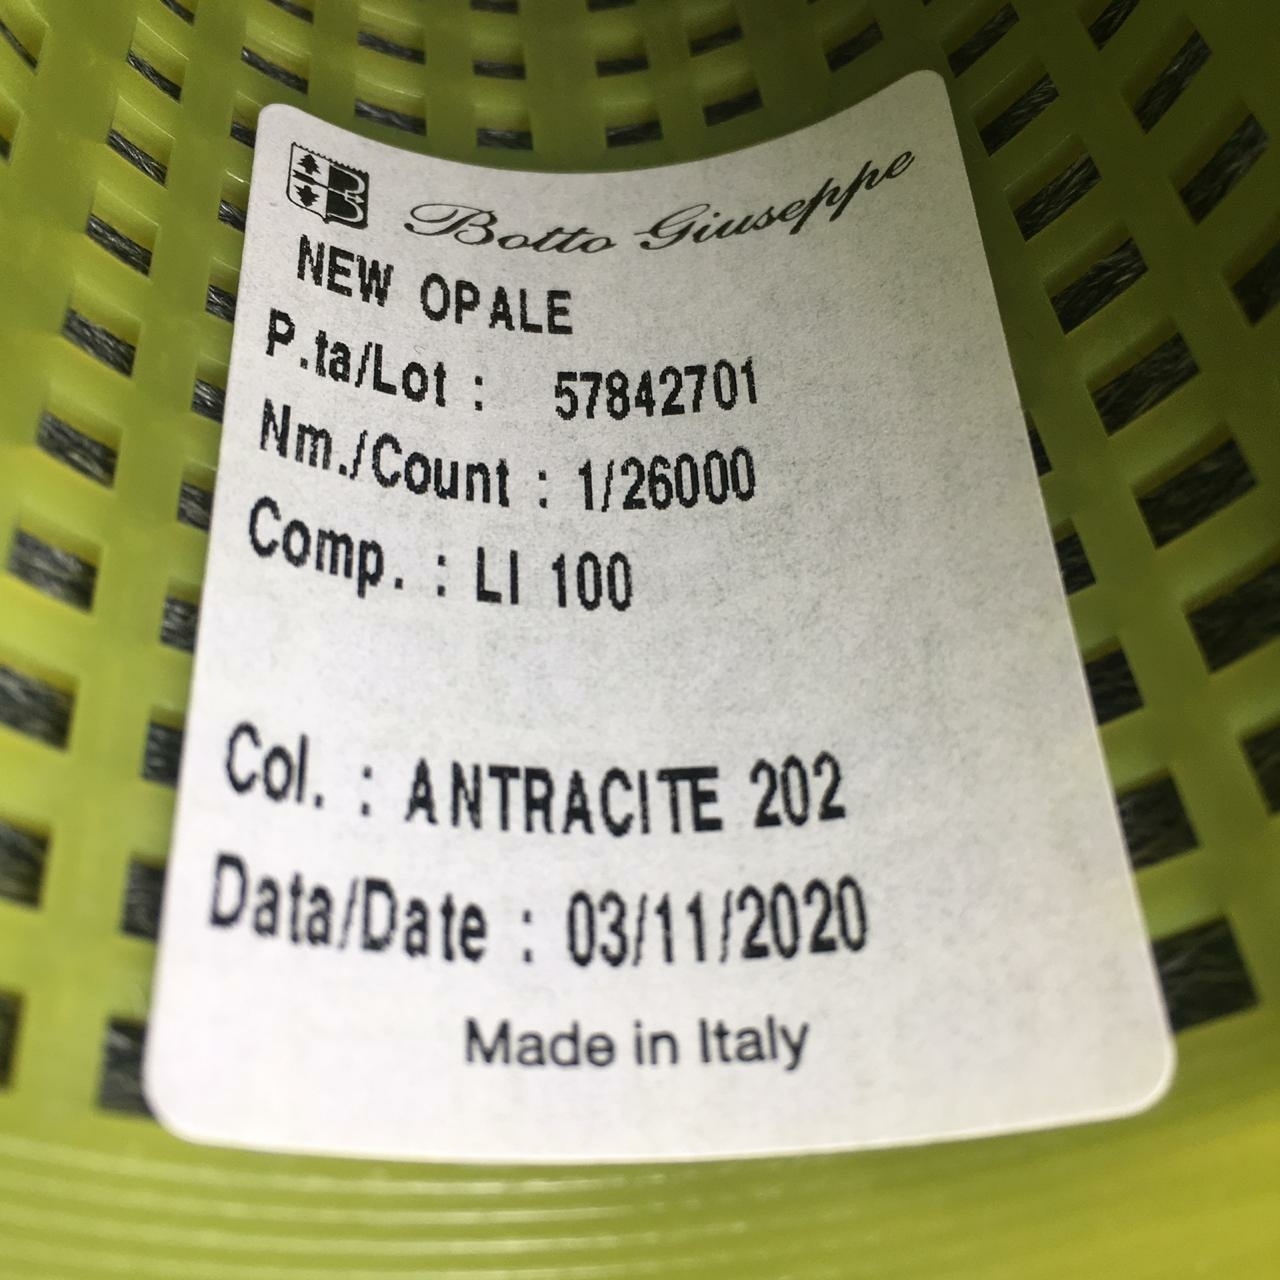 Botto Giuseppe
NEW OPALE
P.ta/Lot : 57842701
Nm./Count : 1/26000
Comp. : LI 100
Col. : ANTRACITE 202
Data/Date : 03/11/2020
Made in Italy